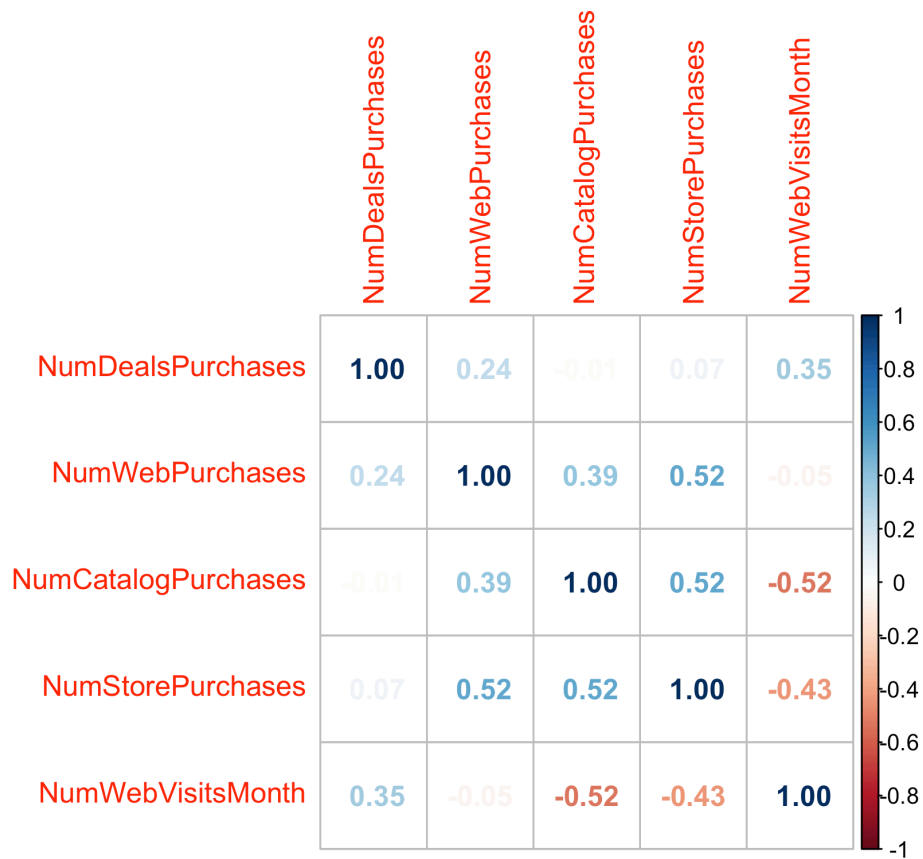 NumDealsPurchases NumWebPurchases NumCatalogPurchases NumStorePurchases NumWebVisitsMonth
NumDealsPurchases 1.00 0.24 -0.01 0.07 0.35
NumWebPurchases 0.24 1.00 0.39 0.52 -0.05
NumCatalogPurchases -0.01 0.39 1.00 0.52 -0.52
NumStorePurchases 0.07 0.52 0.52 1.00 -0.43
NumWebVisitsMonth 0.35 -0.05 -0.52 -0.43 1.00
1
0.8
0.6
0.4
0.2
0
-0.2
-0.4
-0.6
-0.8
-1